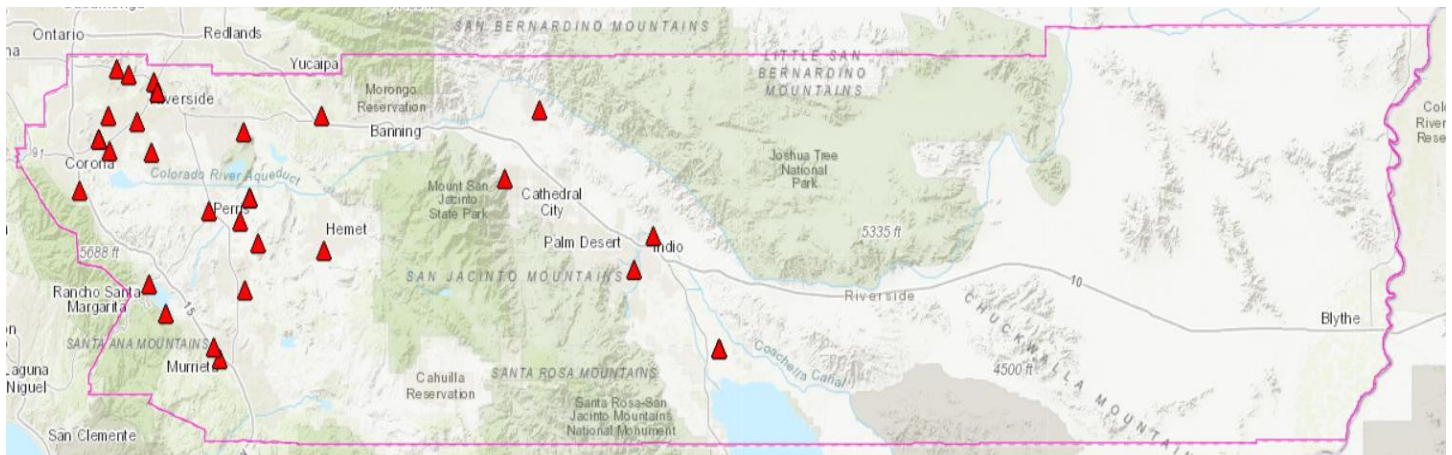 Ontario
Redlands
SAN BERNARDINO MOUNTAINS
Yucaipa
LITTLE SAN
BERNARDINO
MOUNTAINS
Morongo
Reservation
Riverside
Banning
91
Corona
Colorado River Aqueduct
Joshua Tree
National
Park
Mount San
Jacinto
State Park
Cathedral
City
Perris
Hemet
5688 ft
Palm Desert
Indio
5335 ft
SAN JACINTO MOUNTAINS
10
Rancho Santa
Margarita
15
Riverside
Blythe
SANTA ANA MOUNTAINS
Murrieta
CHUCKWALLA MOUNTAINS
Coachella Canal
4500 ft
Laguna
Niguel
Cahuilla
Reservation
SANTA ROSA MOUNTAINS
Santa Rosa-San
Jacinto Mountains
National Monument
San Clemente